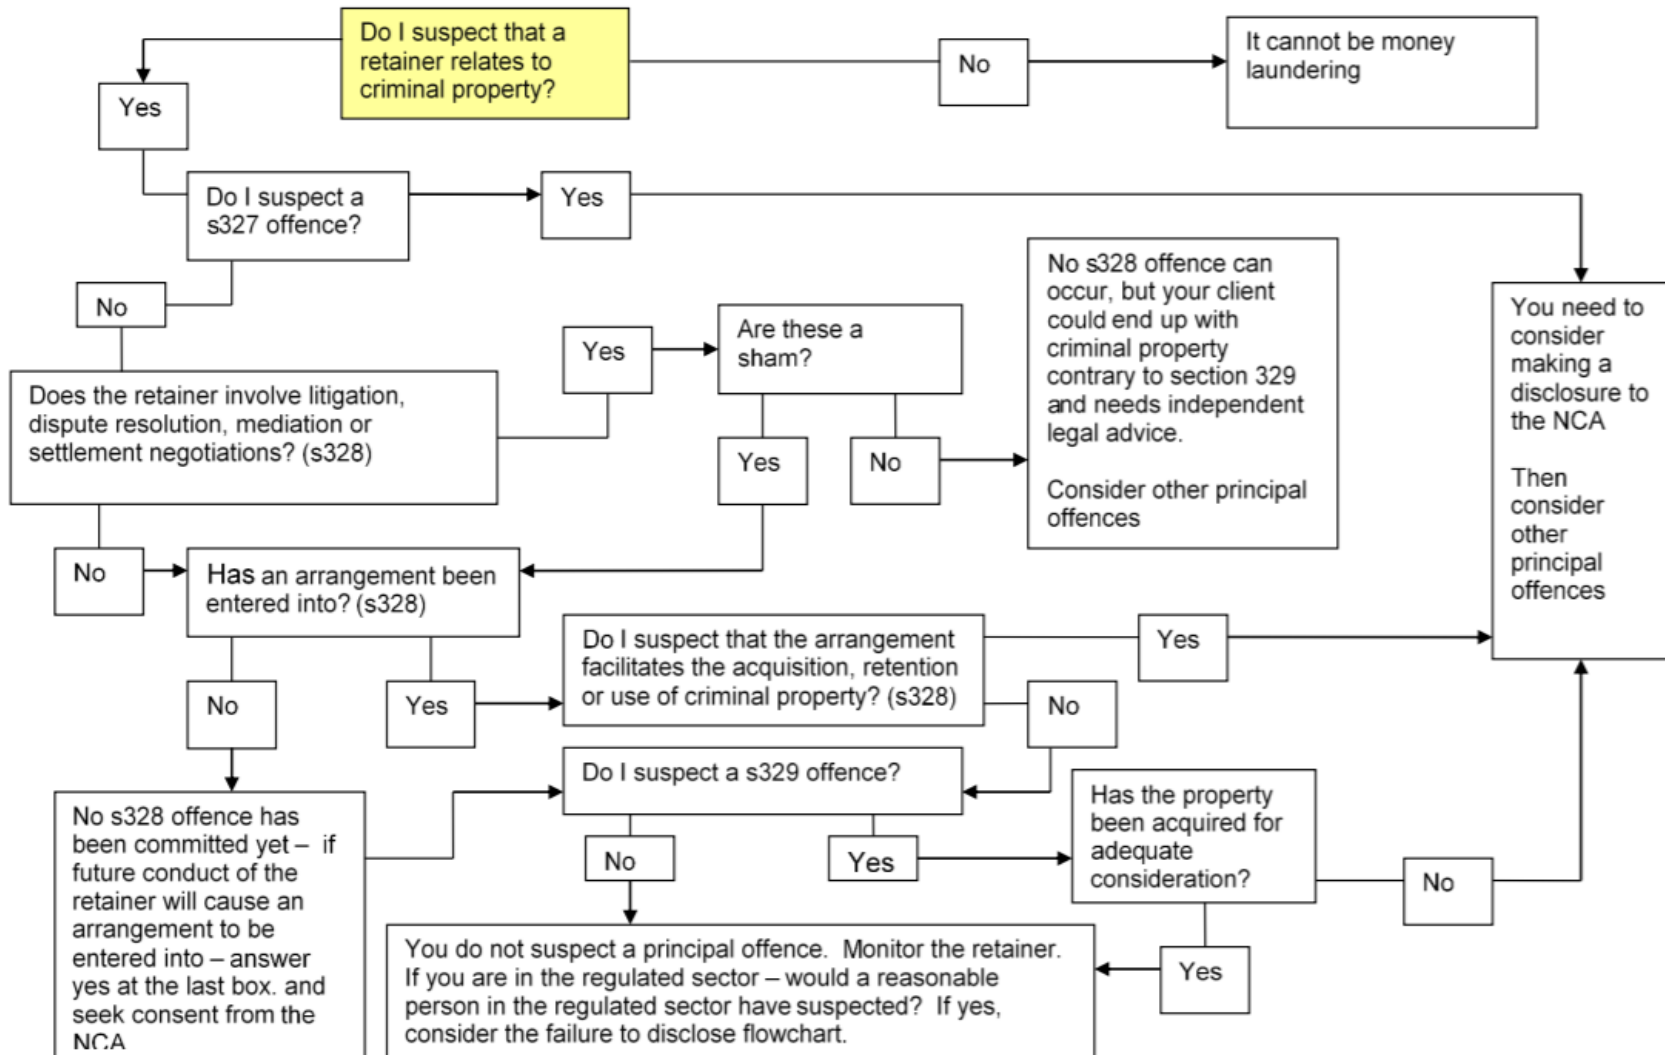 Do I suspect that a
retainer relates to
criminal property?
No
It cannot be money
laundering
Yes
Do I suspect a
s327 offence?
Yes
No
Does the retainer involve litigation,
dispute resolution, mediation or
settlement negotiations? (s328)
Yes
Are these a
sham?
Yes
No
No s328 offence can
occur, but your client
could end up with
criminal property
contrary to section 329
and needs independent
legal advice.
Consider other principal
offences
You need to
consider
making a
disclosure to
the NCA
Then
consider
other
principal
offences
No
Has an arrangement been
entered into? (s328)
No
Yes
Do I suspect that the arrangement
facilitates the acquisition, retention
or use of criminal property? (s328)
Yes
No
No s328 offence has
been committed yet – if
future conduct of the
retainer will cause an
arrangement to be
entered into – answer
yes at the last box. and
seek consent from the
NCA
Do I suspect a s329 offence?
No
Yes
Has the property
been acquired for
adequate
consideration?
No
Yes
You do not suspect a principal offence. Monitor the retainer.
If you are in the regulated sector – would a reasonable
person in the regulated sector have suspected? If yes,
consider the failure to disclose flowchart.